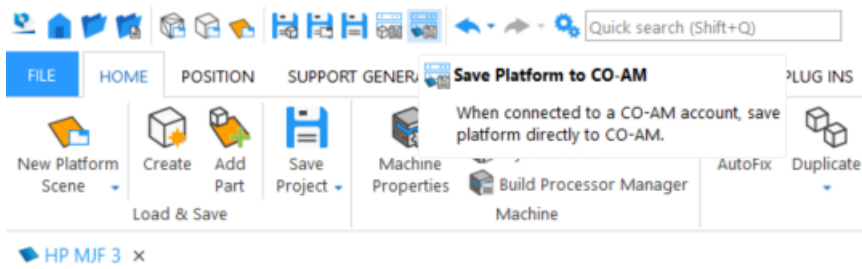 Quick search (Shift+Q)
FILE HOME POSITION SUPPORT GENERA PLUG INS
Save Platform to CO-AM
When connected to a CO-AM account, save
platform directly to CO-AM.
New Platform
Scene
Create
Add
Part
Save
Project
Machine
Properties
Build Processor Manager
AutoFix
Duplicate
Load & Save
Machine
HP MJF 3